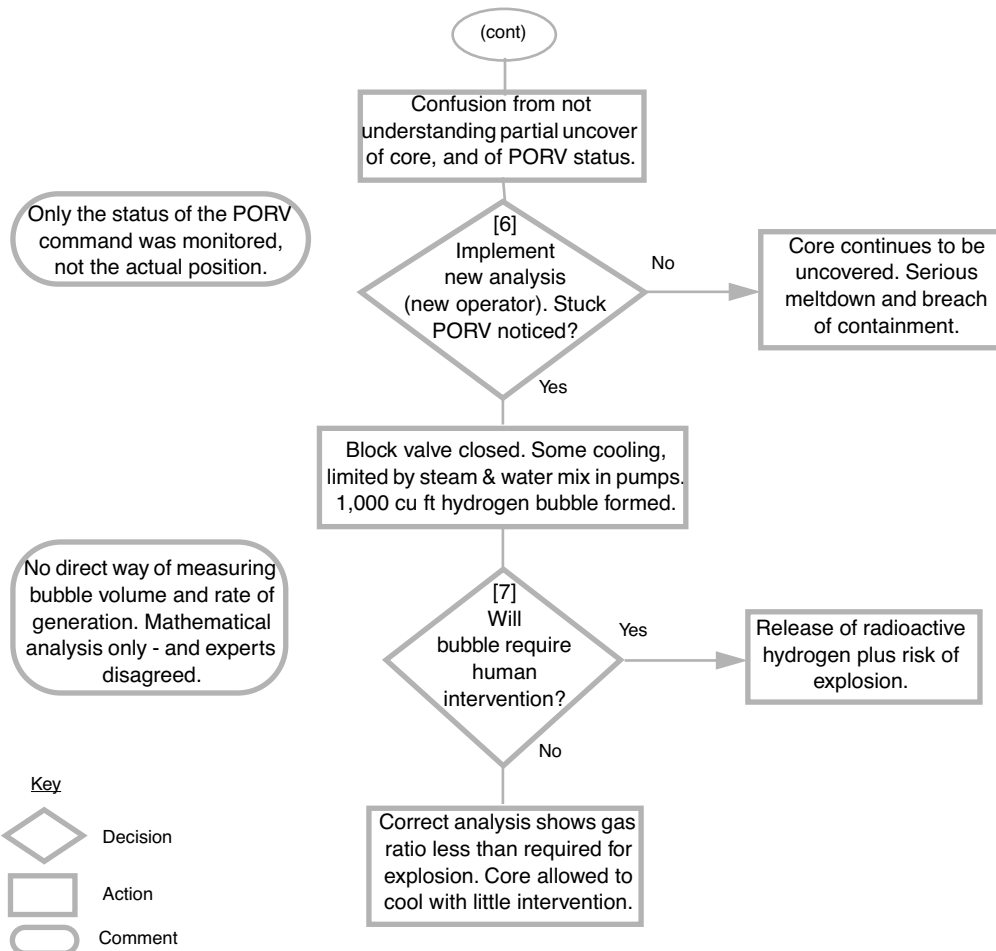 (cont)
Confusion from not
understanding partial uncover
of core, and of PORV status.
Only the status of the PORV
command was monitored,
not the actual position.
[6]
Implement
new analysis
(new operator). Stuck
PORV noticed?
No
Core continues to be
uncovered. Serious
meltdown and breach
of containment.
Yes
Block valve closed. Some cooling,
limited by steam & water mix in pumps.
1,000 cu ft hydrogen bubble formed.
No direct way of measuring
bubble volume and rate of
generation. Mathematical
analysis only - and experts
disagreed.
[7]
Will
bubble require
human
intervention?
Yes
Release of radioactive
hydrogen plus risk of
explosion.
No
Correct analysis shows gas
ratio less than required for
explosion. Core allowed to
cool with little intervention.
Key
Decision
Action
Comment